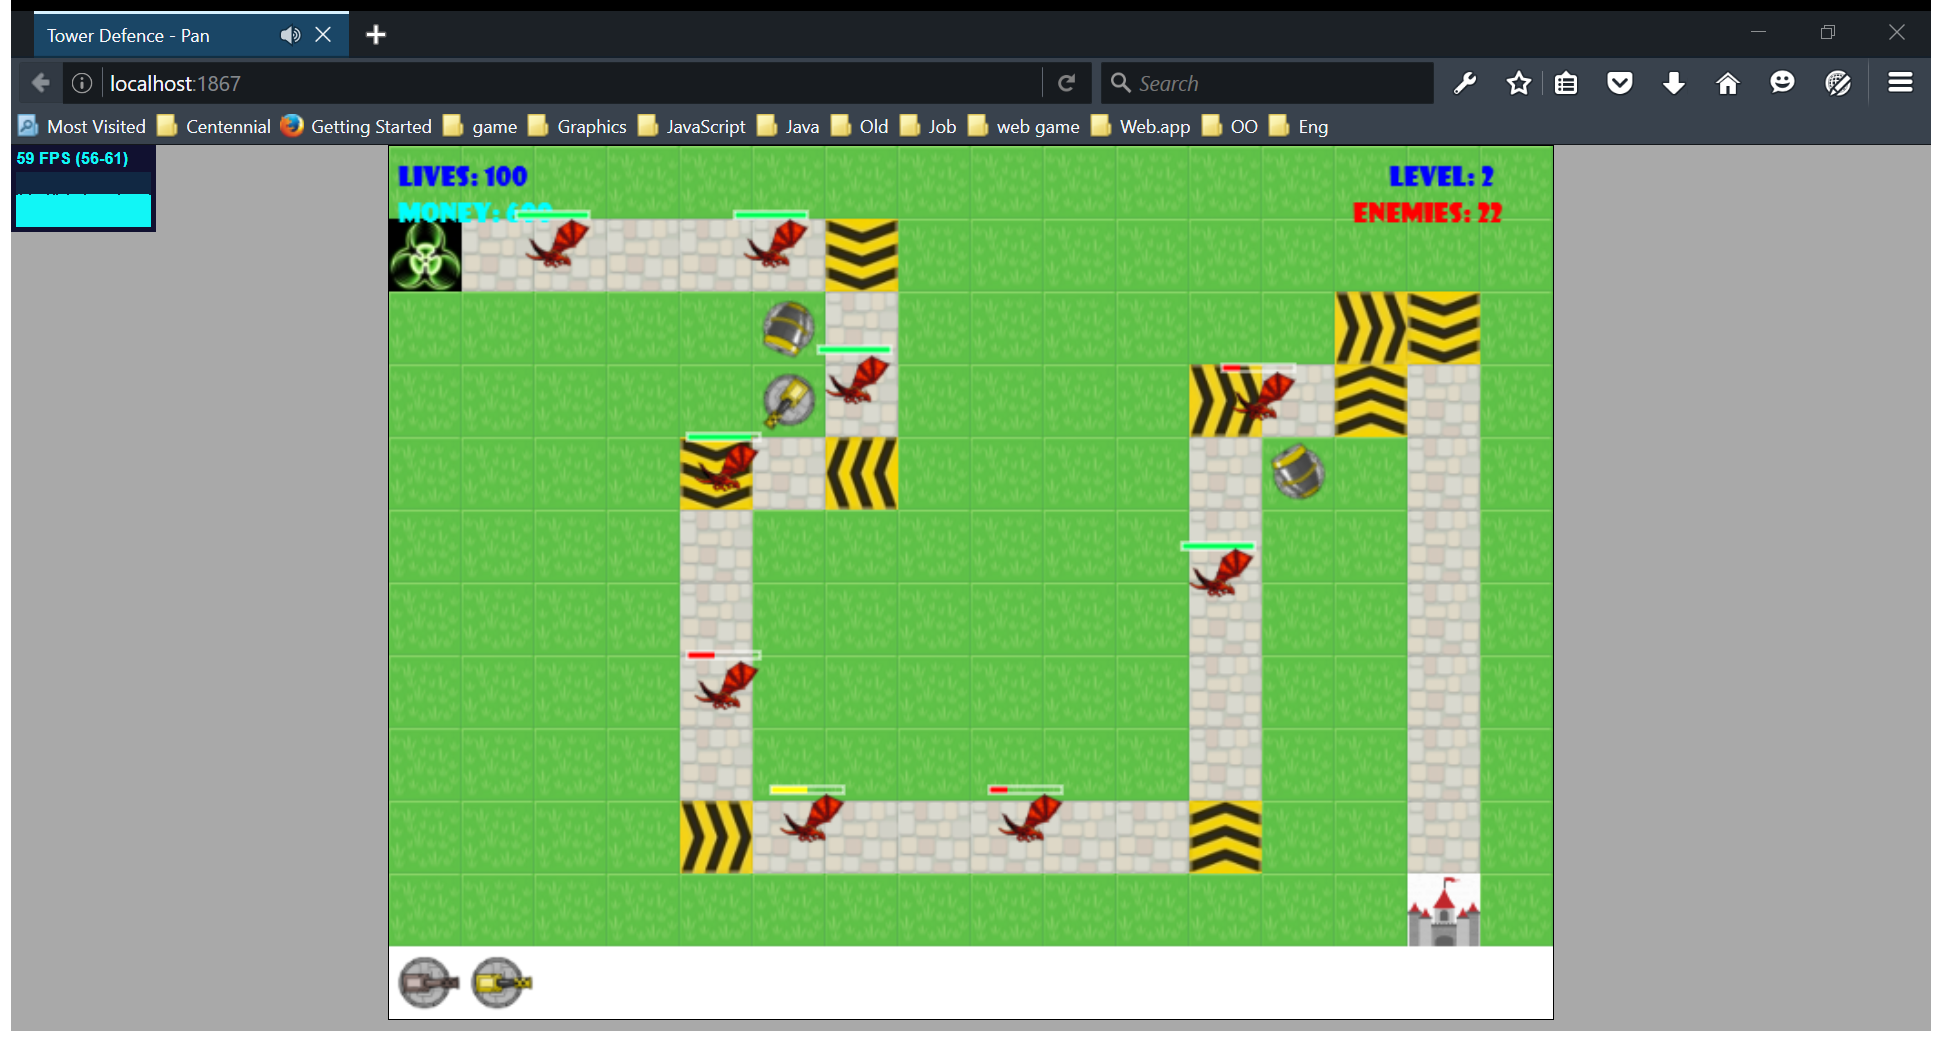 Tower Defence - Pan
localhost:1867
Search
Most Visited Centennial Getting Started game Graphics JavaScript Java Old Job web game Web.app OO Eng
59 FPS (56-61)
LIVES: 100
LEVEL: 2
MONEY:
ENEMIES: 22